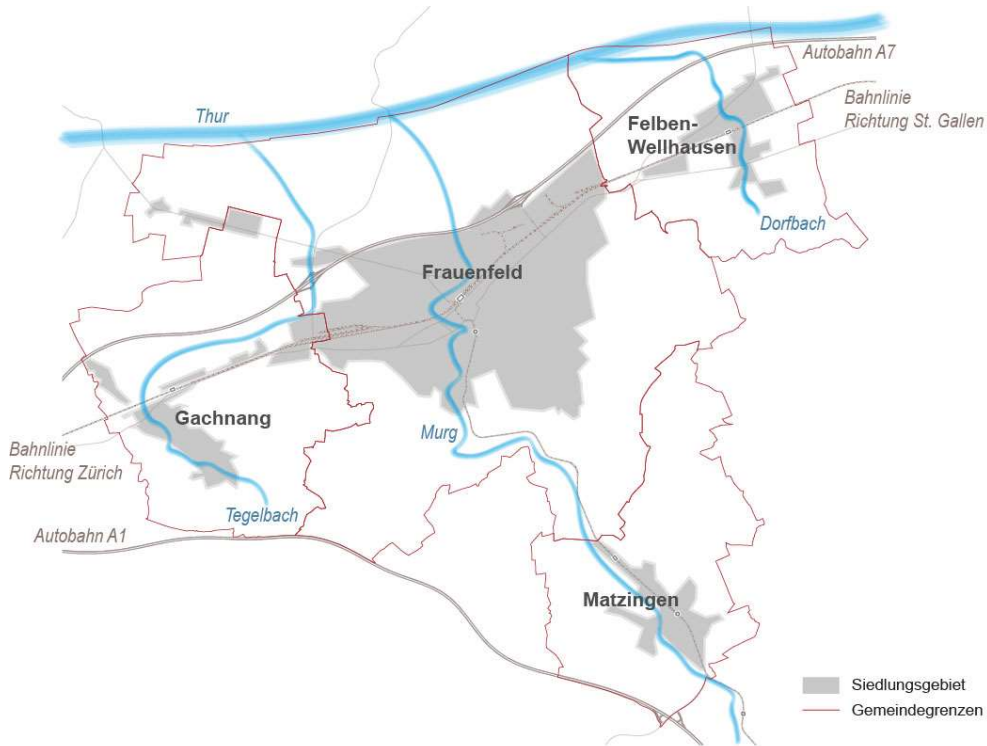 Autobahn A7
Thur
Bahnlinie
Richtung St. Gallen
Felben-
Wellhausen
Dorfbach
Frauenfeld
Gachnang
Murg
Bahnlinie
Richtung Zürich
Tegelbach
Autobahn A1
Matzingen
Siedlungsgebiet
Gemeindegrenzen